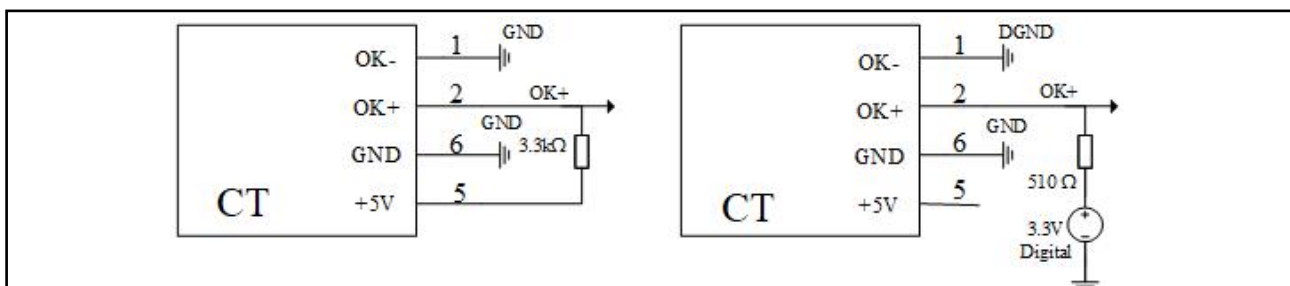 GND
OK-
1
OK+
2
OK+
GND
GND
6
3.3kΩ
CT
+5V
5
DGND
OK-
1
OK+
2
OK+
GND
GND
6
510 Ω
CT
+5V
5
3.3V
Digital
+
-